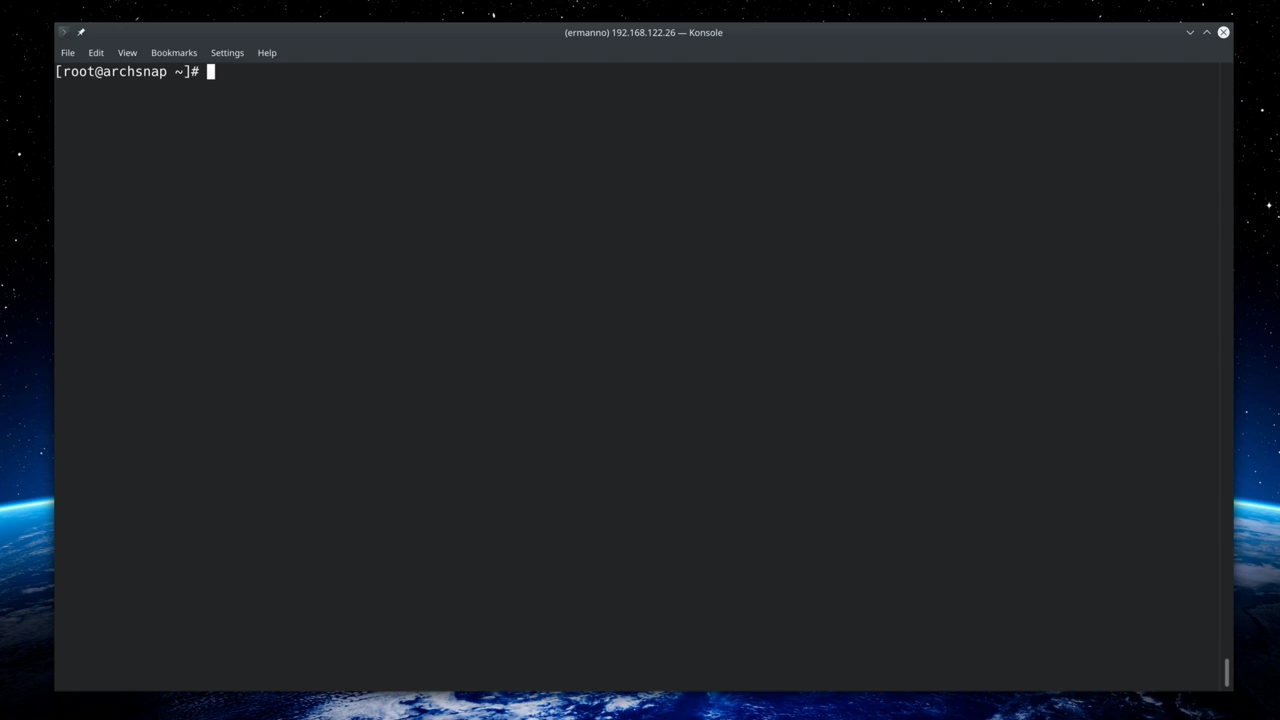 (ermanno) 192.168.122.26 — Konsole
File Edit View Bookmarks Settings Help
[root@archsnap ~]#